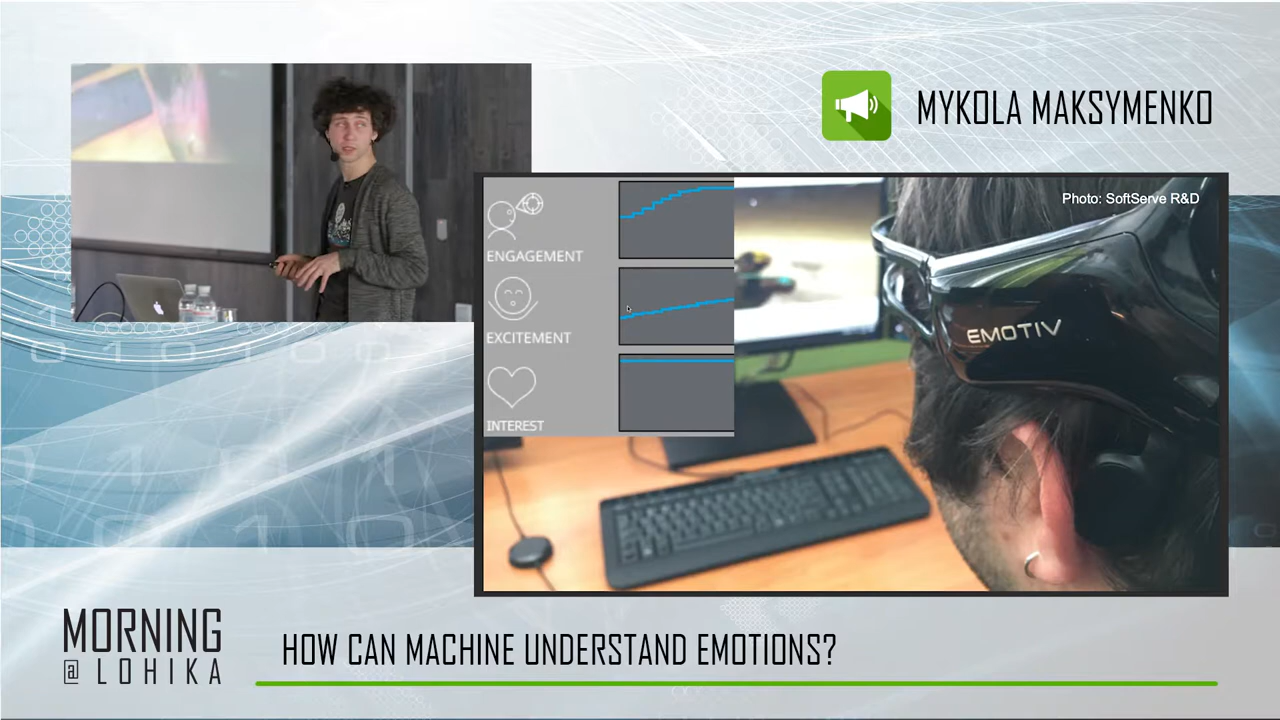 MYKOLA MAKSYMENKO
Photo: SoftServe R&D
ENGAGEMENT
EXCITEMENT
INTEREST
EMOTIV
MORNING
@ LOHIKA
HOW CAN MACHINE UNDERSTAND EMOTIONS?